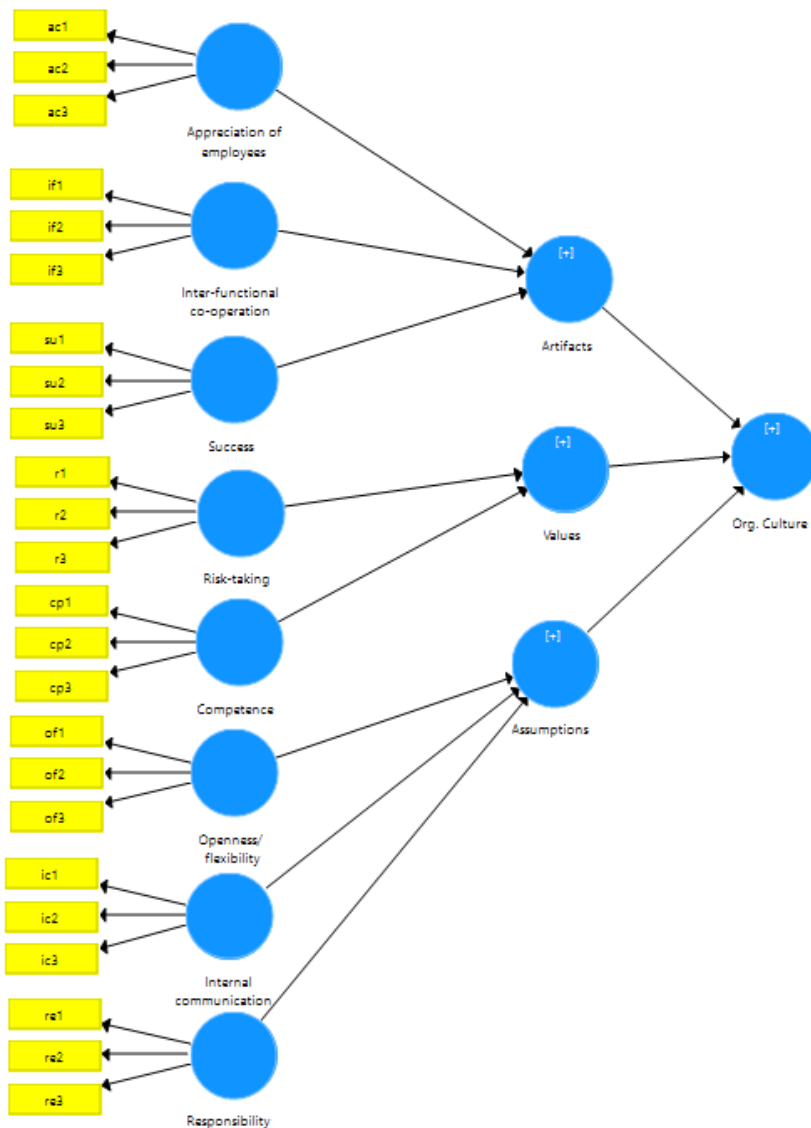 ac1
ac2
ac3
Appreciation of
employees
if1
if2
if3
Inter-functional
co-operation
[+]
Artifacts
su1
su2
su3
Success
[+]
Org. Culture
r1
r2
r3
Risk-taking
[+]
Values
cp1
cp2
cp3
Competence
[+]
Assumptions
of1
of2
of3
Openness/
flexibility
ic1
ic2
ic3
Internal
communication
re1
re2
re3
Responsibility